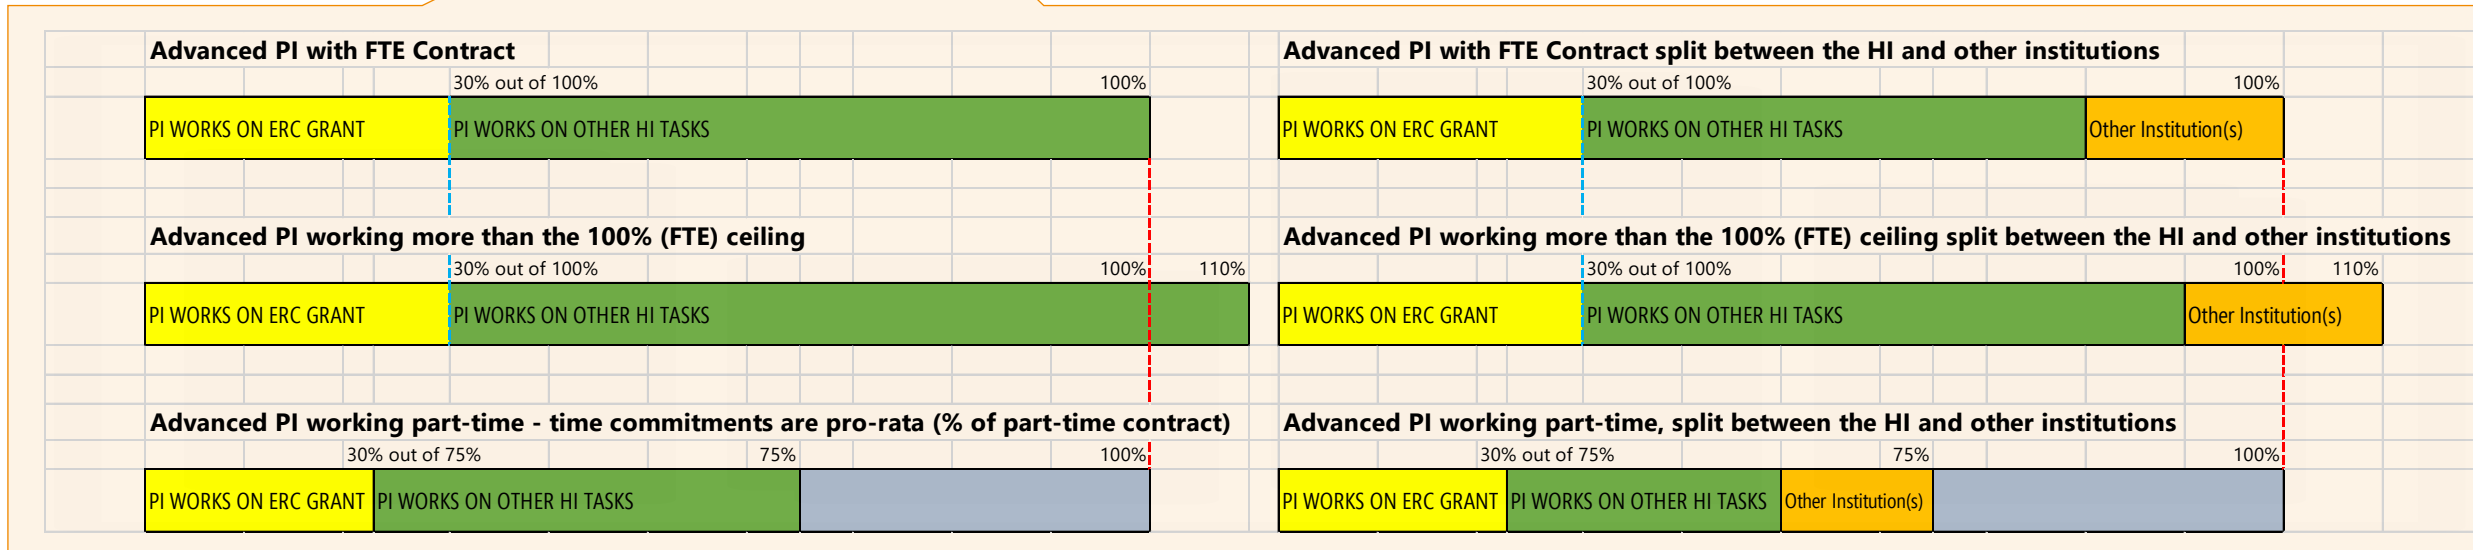 Advanced PI with FTE Contract
30% out of 100% 100%
PI WORKS ON ERC GRANT PI WORKS ON OTHER HI TASKS
Advanced PI working more than the 100% (FTE) ceiling
30% out of 100% 100% 110%
PI WORKS ON ERC GRANT PI WORKS ON OTHER HI TASKS
Advanced PI working part-time - time commitments are pro-rata (% of part-time contract)
30% out of 75% 75% 100%
PI WORKS ON ERC GRANT PI WORKS ON OTHER HI TASKS
Advanced PI with FTE Contract split between the HI and other institutions
30% out of 100% 100%
PI WORKS ON ERC GRANT PI WORKS ON OTHER HI TASKS Other Institution(s)
Advanced PI working more than the 100% (FTE) ceiling split between the HI and other institutions
30% out of 100% 100% 110%
PI WORKS ON ERC GRANT PI WORKS ON OTHER HI TASKS Other Institution(s)
Advanced PI working part-time, split between the HI and other institutions
30% out of 75% 75% 100%
PI WORKS ON ERC GRANT PI WORKS ON OTHER HI TASKS Other Institution(s)